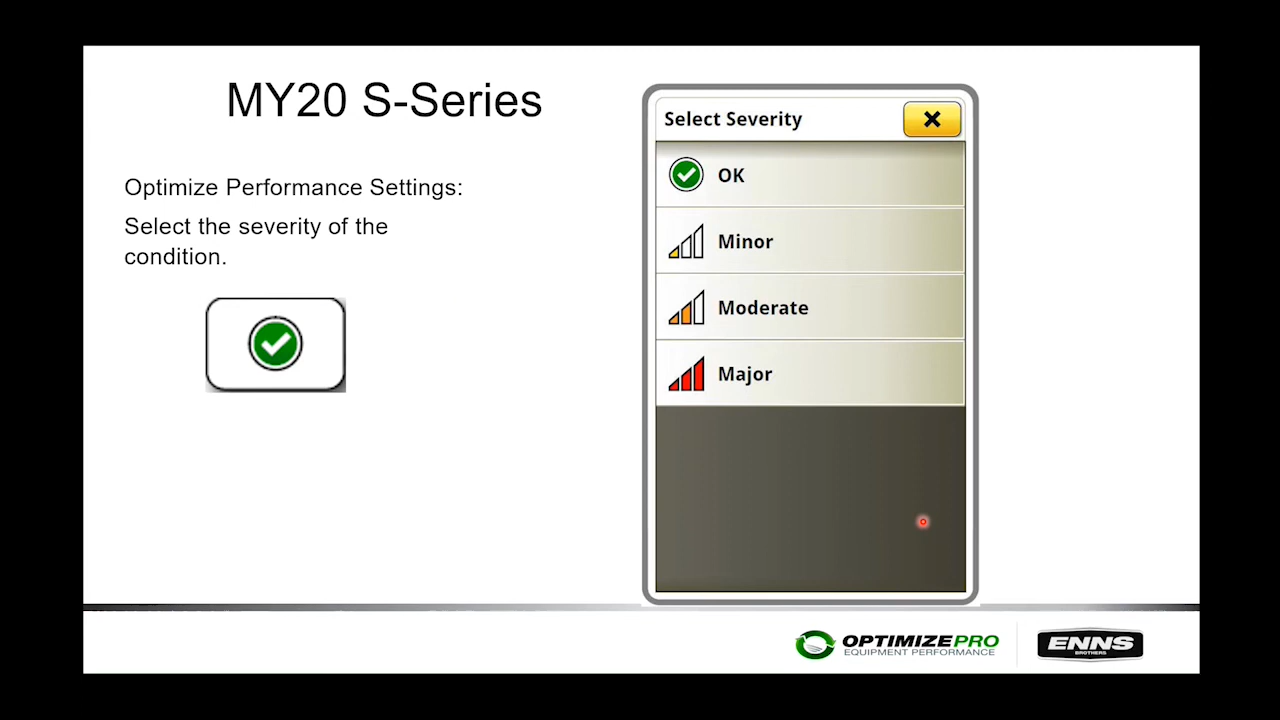 MY20 S-Series
Optimize Performance Settings:
Select the severity of the
condition.
Select Severity
OK
Minor
Moderate
Major
OPTIMIZEPRO
EQUIPMENT PERFORMANCE
ENNS
BROTHERS